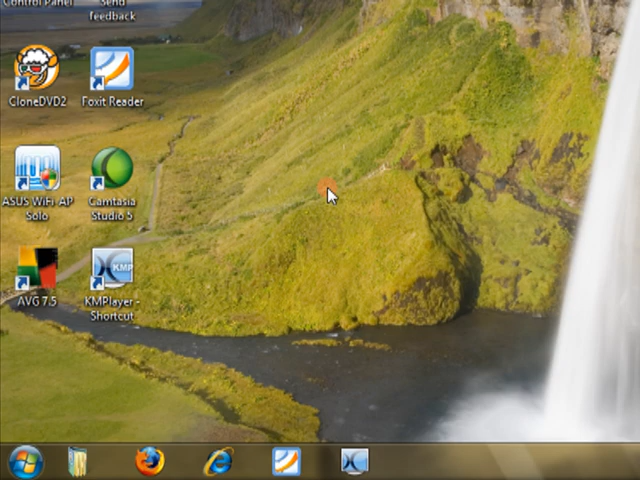 Control Panel
Send
feedback
CloneDVD2
Foxit Reader
ASUS WiFi-AP
Solo
Camtasia
Studio 5
AVG 7.5
KMPlayer -
Shortcut
KMP